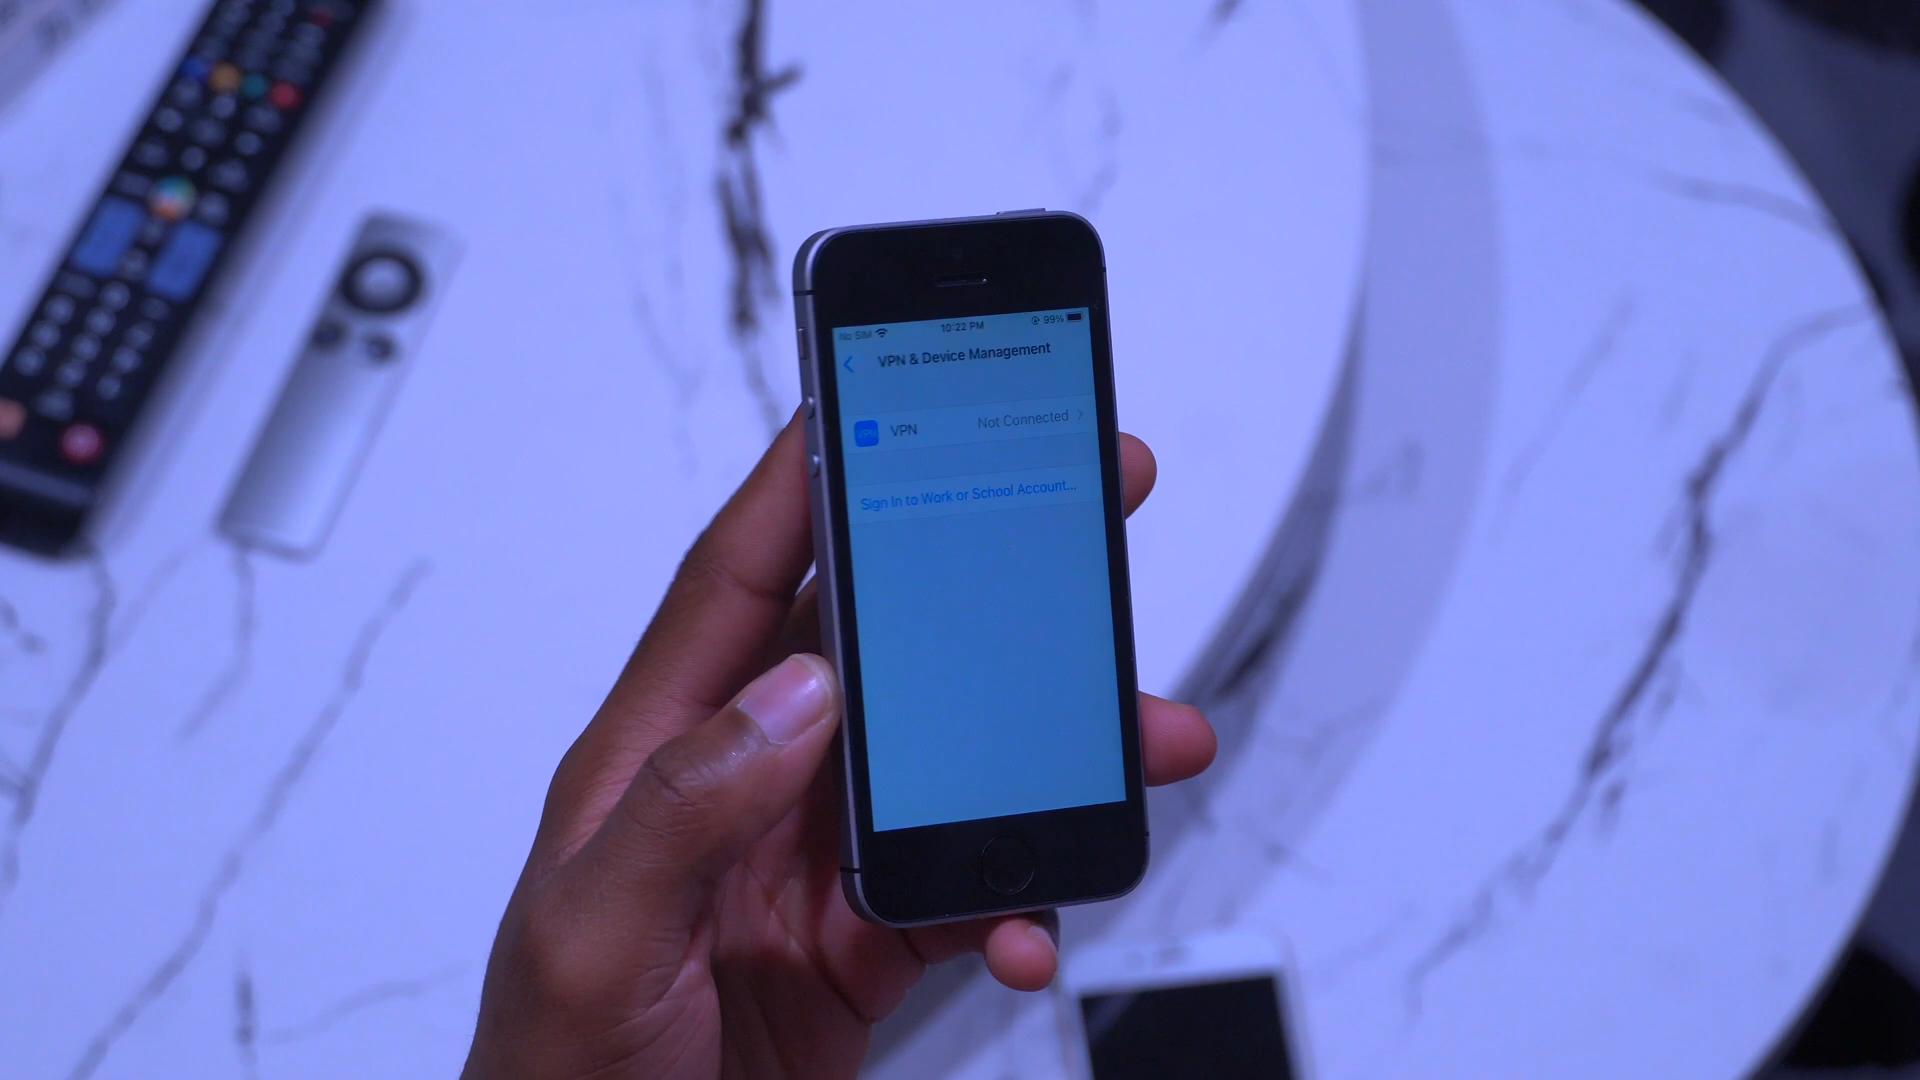 No SIM 10:22 PM 99%
VPN & Device Management
VPN VPN Not Connected
Sign In to Work or School Account...